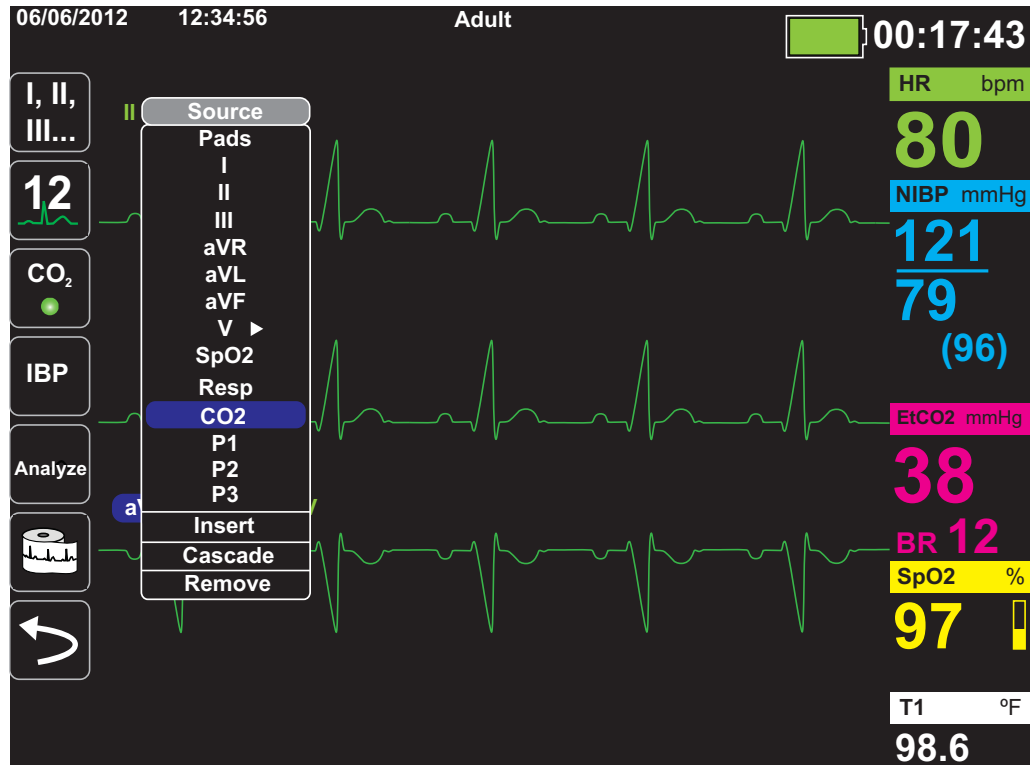 06/06/2012 12:34:56 Adult 00:17:43
I, II,
III...
12
CO₂
IBP
Analyze
II
Source
Pads
I
II
III
aVR
aVL
aVF
V
SpO2
Resp
CO2
P1
P2
P3
Insert
Cascade
Remove
HR bpm
80
NIBP mmHg
121
79
(96)
EtCO2 mmHg
38
BR 12
SpO2 %
97
T1 ºF
98.6